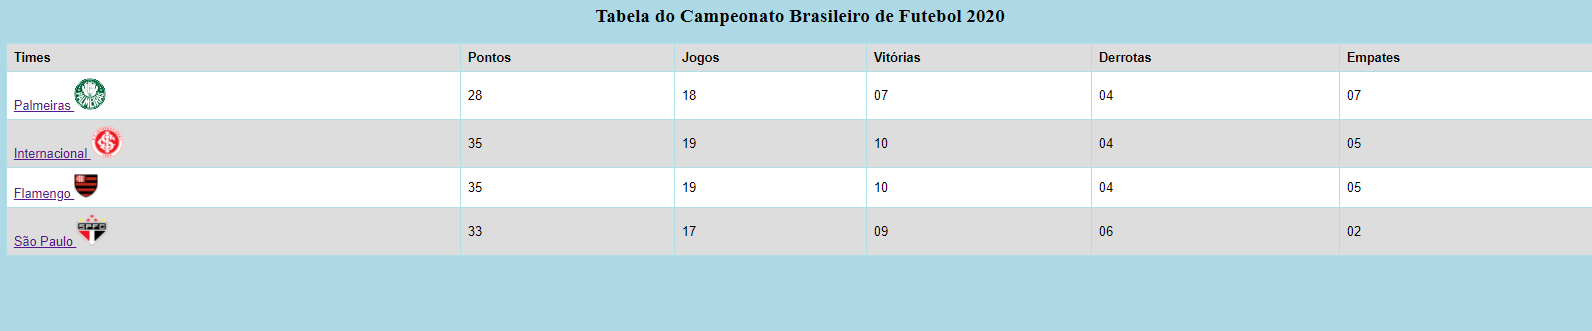 Tabela do Campeonato Brasileiro de Futebol 2020
Times Pontos Jogos Vitórias Derrotas Empates
Palmeiras 28 18 07 04 07
Internacional 35 19 10 04 05
Flamengo 35 19 10 04 05
São Paulo 33 17 09 06 02